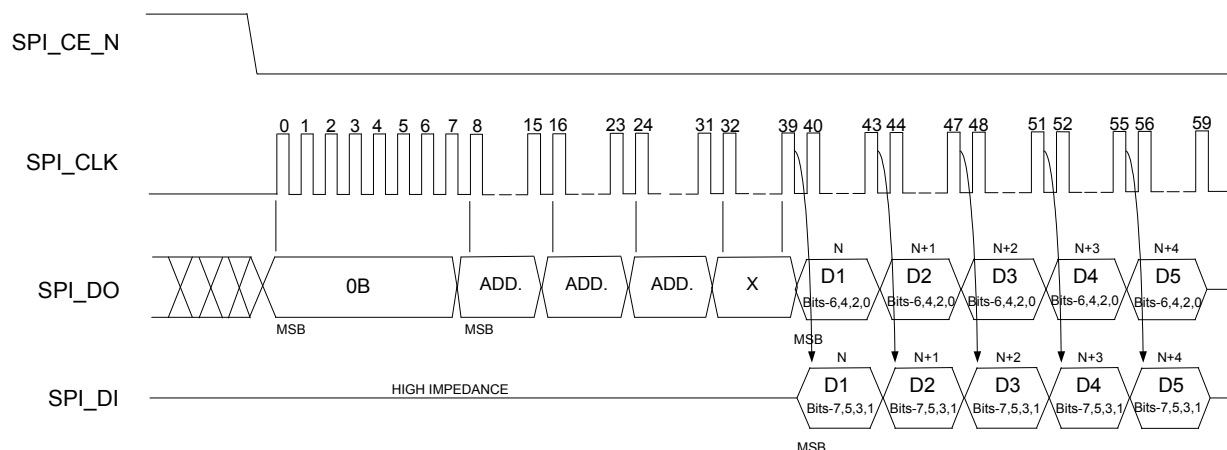 SPI_CE_N
0 1 2 3 4 5 6 7 8 15 16 23 24 31 32 39 40 43 44 47 48 51 52 55 56 59
SPI_CLK
N N+1 N+2 N+3 N+4
SPI_DO 0B ADD. ADD. ADD. X D1 D2 D3 D4 D5
Bits-6,4,2,0 Bits-6,4,2,0 Bits-6,4,2,0 Bits-6,4,2,0 Bits-6,4,2,0
MSB MSB MSB
N N+1 N+2 N+3 N+4
SPI_DI HIGH IMPEDANCE D1 D2 D3 D4 D5
Bits-7,5,3,1 Bits-7,5,3,1 Bits-7,5,3,1 Bits-7,5,3,1 Bits-7,5,3,1
MSB